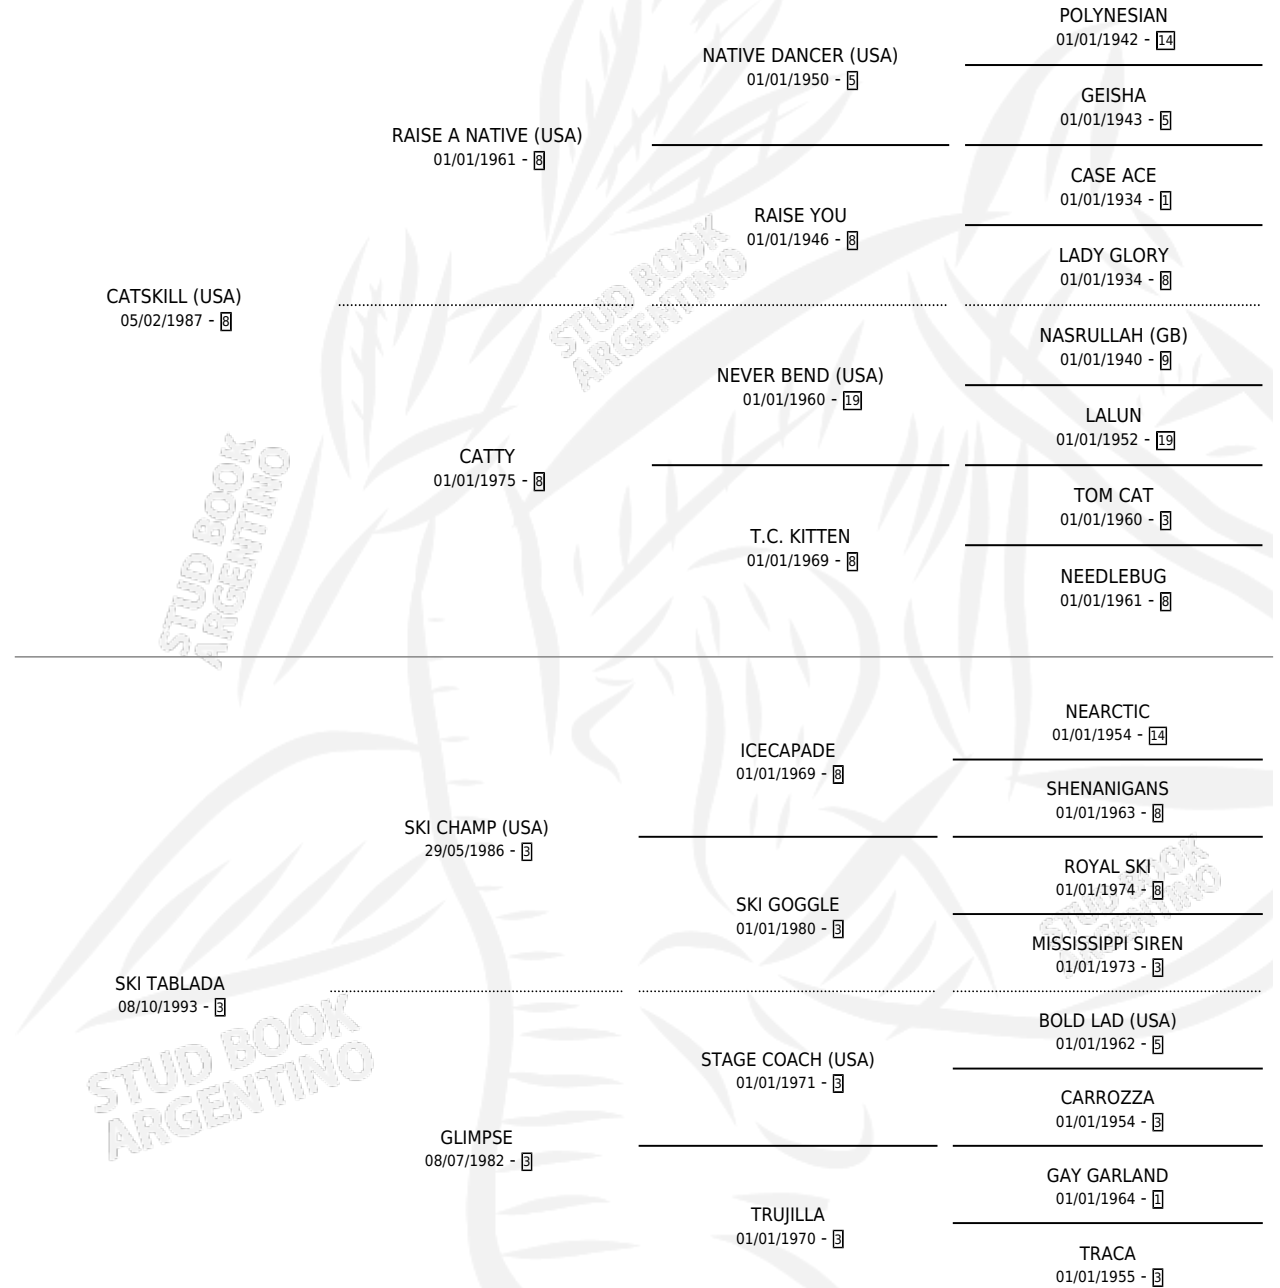 POLYNESIAN
01/01/1942 - 14
NATIVE DANCER (USA)
01/01/1950 - 5
GEISHA
01/01/1943 - 5
RAISE A NATIVE (USA)
01/01/1961 - 8
CASE ACE
01/01/1934 - 1
RAISE YOU
01/01/1946 - 8
LADY GLORY
01/01/1934 - 8
CATSKILL (USA)
05/02/1987 - 8
STUD BOOK
ARGENTINO
NASRULLAH (GB)
01/01/1940 - 9
NEVER BEND (USA)
01/01/1960 - 19
LALUN
01/01/1952 - 19
CATTY
01/01/1975 - 8
TOM CAT
01/01/1960 - 3
T.C. KITTEN
01/01/1969 - 8
NEEDLEBUG
01/01/1961 - 8
STUD BOOK
ARGENTINO
NEARCTIC
01/01/1954 - 14
ICECAPADE
01/01/1969 - 8
SHENANIGANS
01/01/1963 - 8
SKI CHAMP (USA)
29/05/1986 - 3
ROYAL SKI
01/01/1974 - 8
SKI GOGGLE
01/01/1980 - 3
MISSISSIPPI SIREN
01/01/1973 - 3
STUD BOOK
ARGENTINO
SKI TABLADA
08/10/1993 - 3
BOLD LAD (USA)
01/01/1962 - 5
STAGE COACH (USA)
01/01/1971 - 3
CARROZZA
01/01/1954 - 3
STUD BOOK
ARGENTINO
GLIMPSE
08/07/1982 - 3
GAY GARLAND
01/01/1964 - 1
TRUJILLA
01/01/1970 - 3
TRACA
01/01/1955 - 3